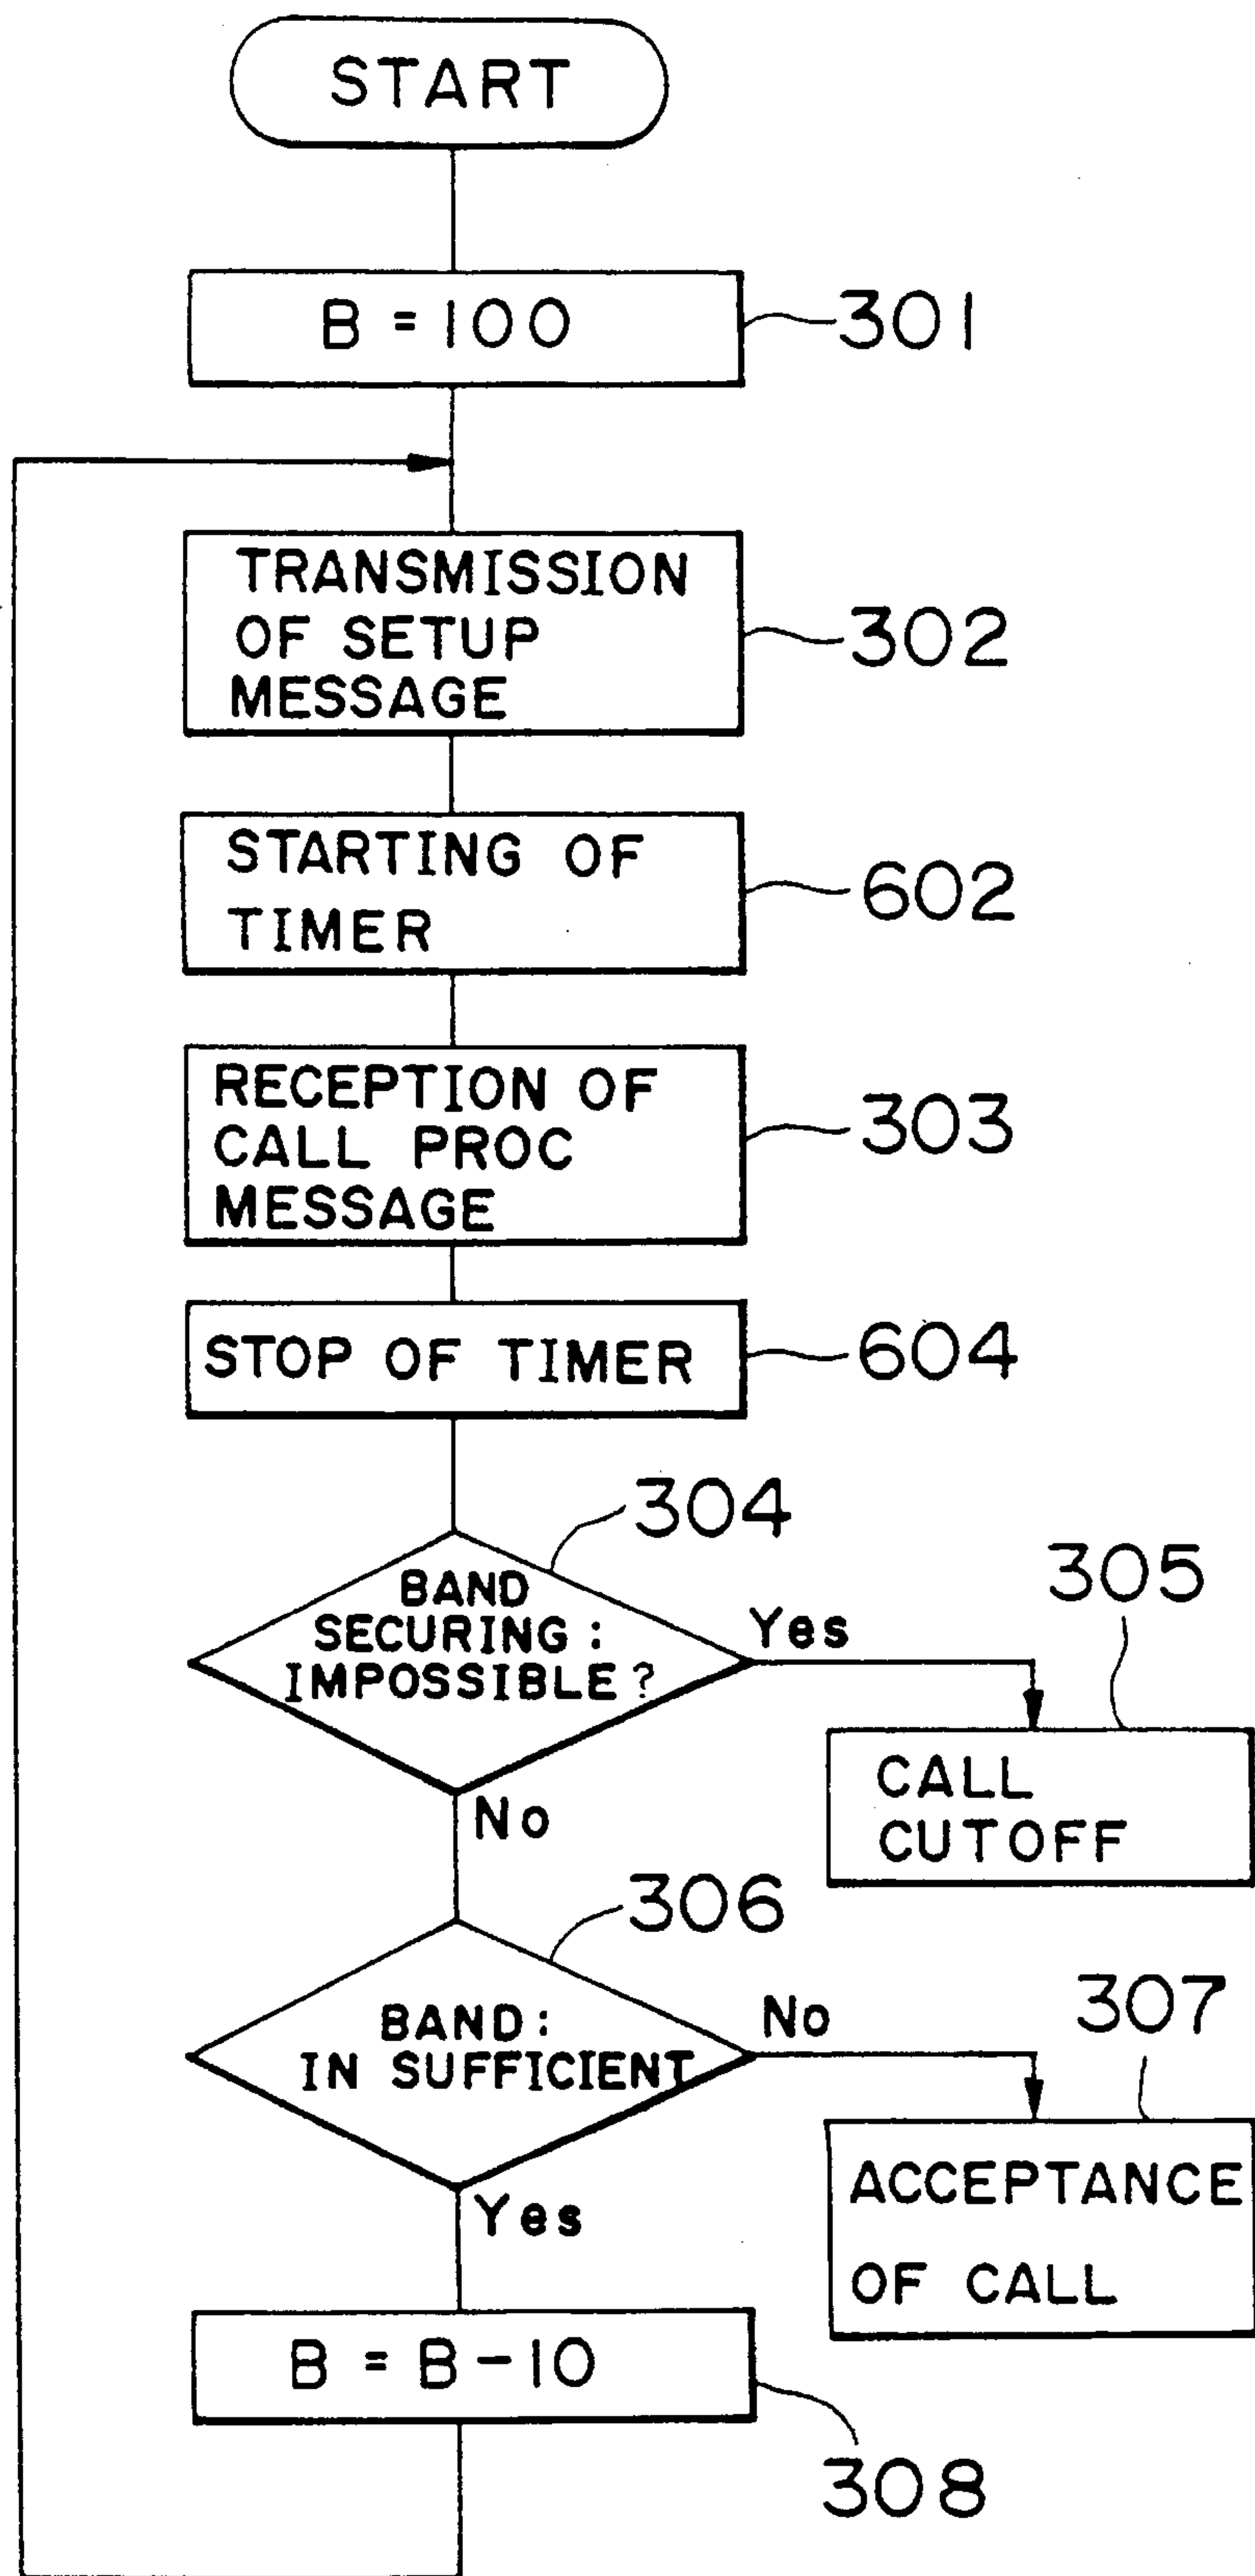 START
B = 100
301
TRANSMISSION
OF SETUP
MESSAGE
302
STARTING OF
TIMER
602
RECEPTION OF
CALL PROC
MESSAGE
303
STOP OF TIMER
604
304
BAND
SECURING :
IMPOSSIBLE ?
Yes
305
CALL
CUTOFF
No
306
BAND :
IN SUFFICIENT
No
307
ACCEPTANCE
OF CALL
Yes
B = B - 10
308